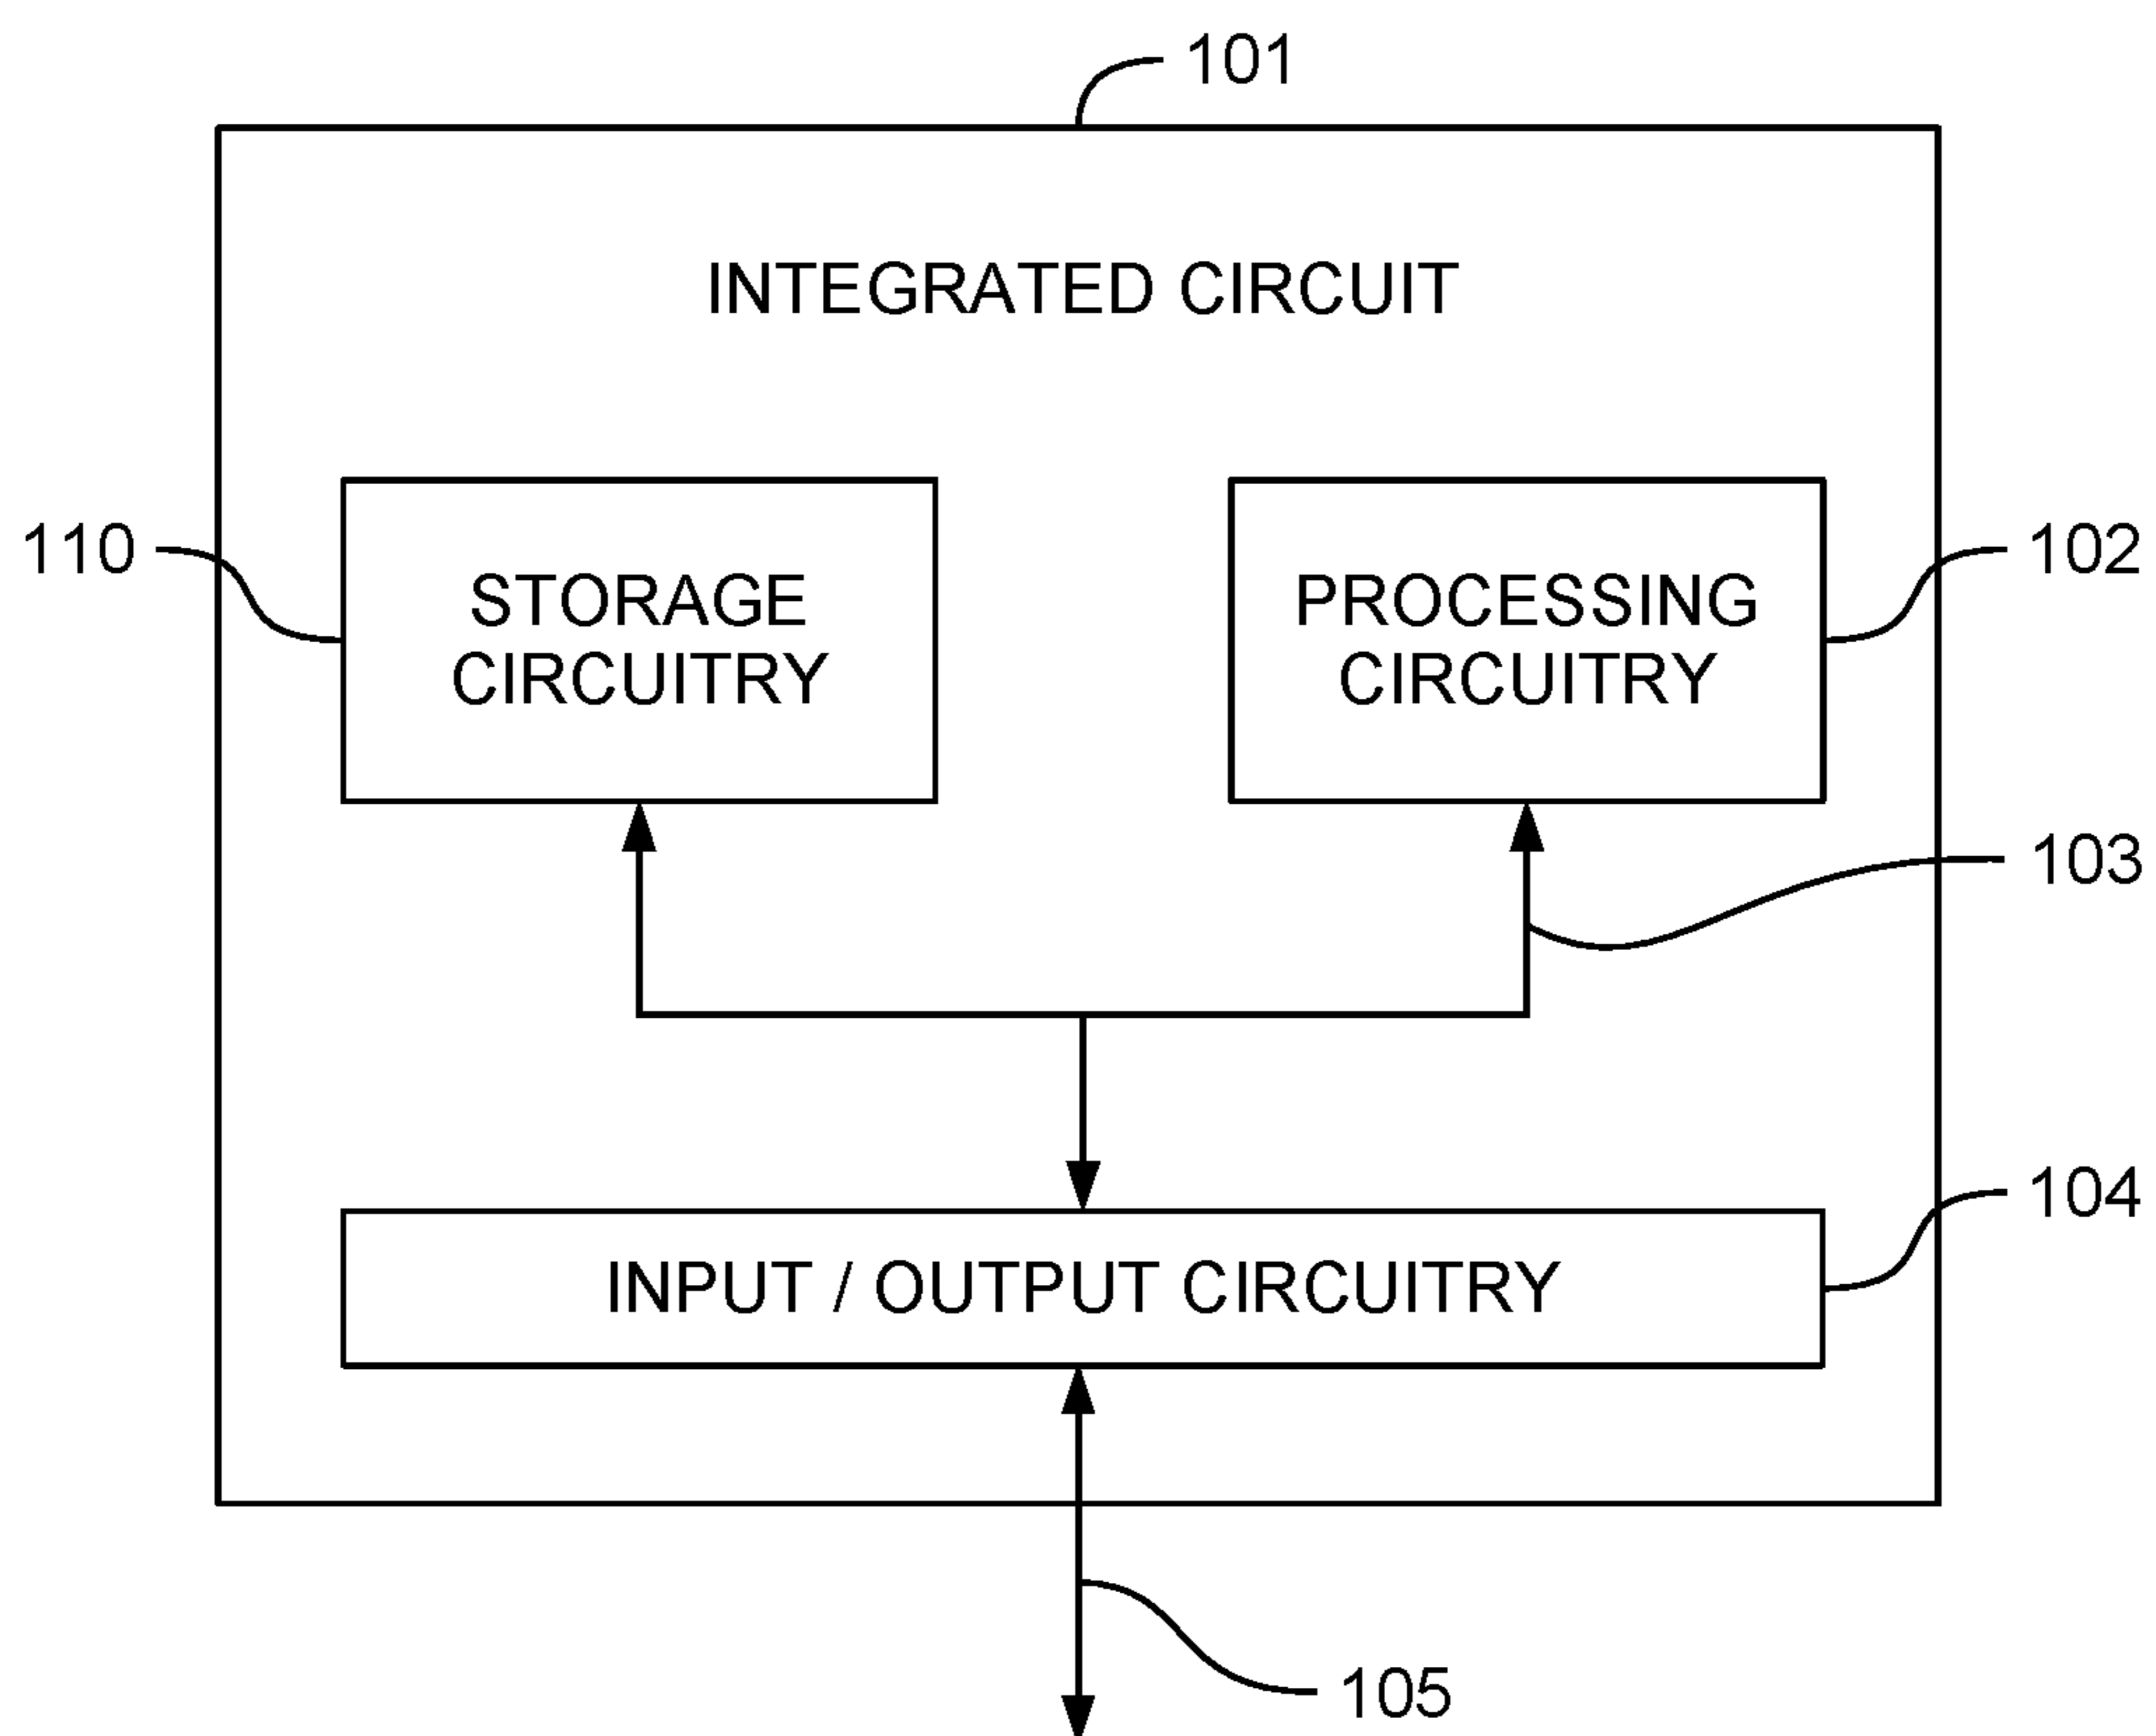 101
INTEGRATED CIRCUIT
110
STORAGE
CIRCUITRY
PROCESSING
CIRCUITRY
102
103
104
INPUT / OUTPUT CIRCUITRY
105